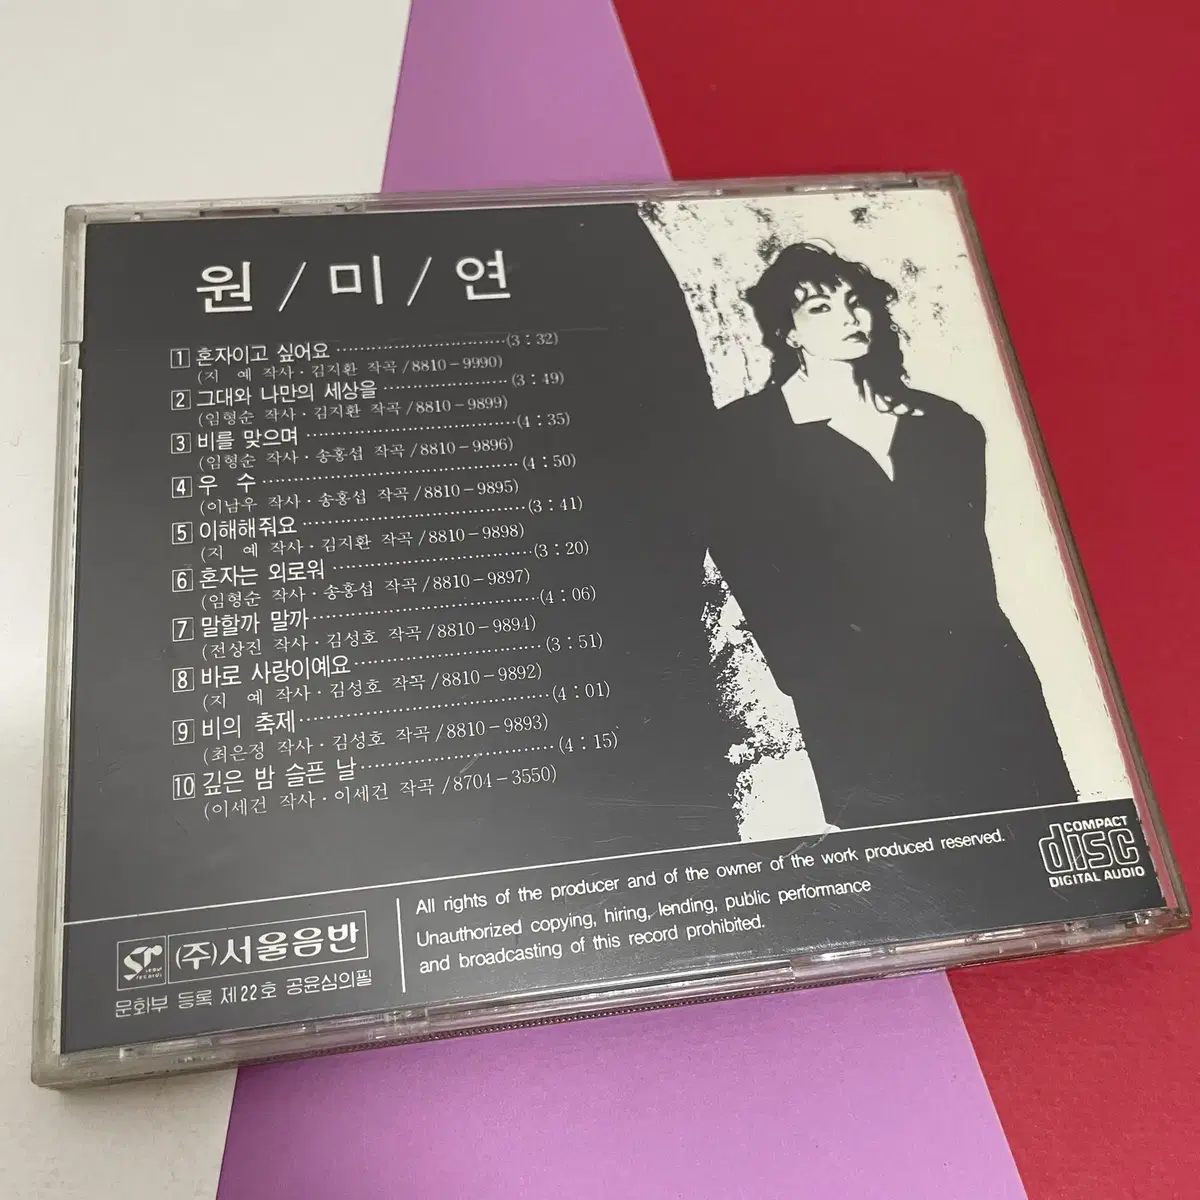 원/미/연
1 혼자이고 싶어요 ……………………… (3:32)
(지 예 작사·김지환 작곡/8810-9990)
2 그대와 나만의 세상을 ……………… (3:49)
(임형순 작사·김지환 작곡/8810-9899)
3 비를 맞으며 ………………………… (4:35)
(임형순 작사·송홍섭 작곡/8810-9896)
4 우 수 ……………………………… (4:50)
(이남우 작사·송홍섭 작곡/8810-9895)
5 이해해줘요 ………………………… (3:41)
(지 예 작사·김지환 작곡/8810-9898)
6 혼자는 외로워 ……………………… (3:20)
(임형순 작사·송홍섭 작곡/8810-9897)
7 말할까 말까 ………………………… (4:06)
(전상진 작사·김성호 작곡/8810-9894)
8 바로 사랑이예요 …………………… (3:51)
(지 예 작사·김성호 작곡/8810-9892)
9 비의 축제 …………………………… (4:01)
(최은정 작사·김성호 작곡/8810-9893)
10 깊은 밤 슬픈 날 …………………… (4:15)
(이세건 작사·이세건 작곡/8704-3550)
SR SEOUL RECORDS (주)서울음반
문화부 등록 제22호 공윤심의필
All rights of the producer and of the owner of the work produced reserved.
Unauthorized copying, hiring, lending, public performance
and broadcasting of this record prohibited.
COMPACT
disc
DIGITAL AUDIO